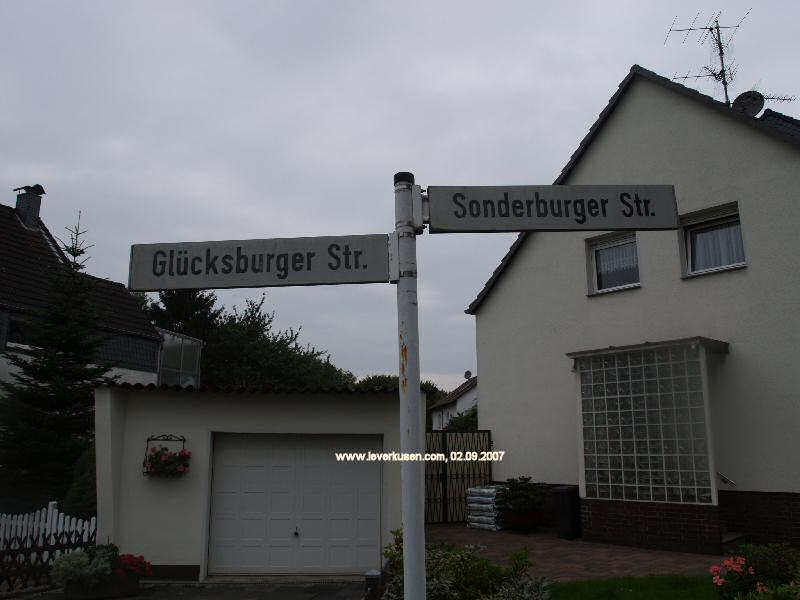 Sonderburger Str.
Glücksburger Str.
www.leverkusen.com, 02.09.2007